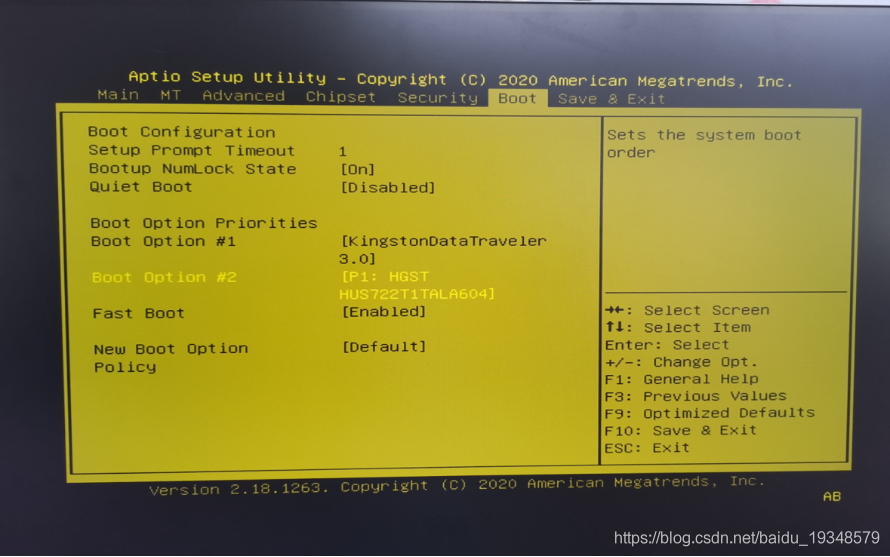 Aptio Setup Utility - Copyright (C) 2020 American Megatrends, Inc.
Main MT Advanced Chipset Security Boot Save & Exit
Boot Configuration
Setup Prompt Timeout 1
Bootup NumLock State [On]
Quiet Boot [Disabled]
Boot Option Priorities
Boot Option #1 [KingstonDataTraveler
3.0]
Boot Option #2 [P1: HGST
HUS722T1TALA604]
Fast Boot [Enabled]
New Boot Option [Default]
Policy
Sets the system boot
order
→←: Select Screen
↑↓: Select Item
Enter: Select
+/-: Change Opt.
F1: General Help
F3: Previous Values
F9: Optimized Defaults
F10: Save & Exit
ESC: Exit
Version 2.18.1263. Copyright (C) 2020 American Megatrends, Inc.
AB
https://blog.csdn.net/baidu_19348579